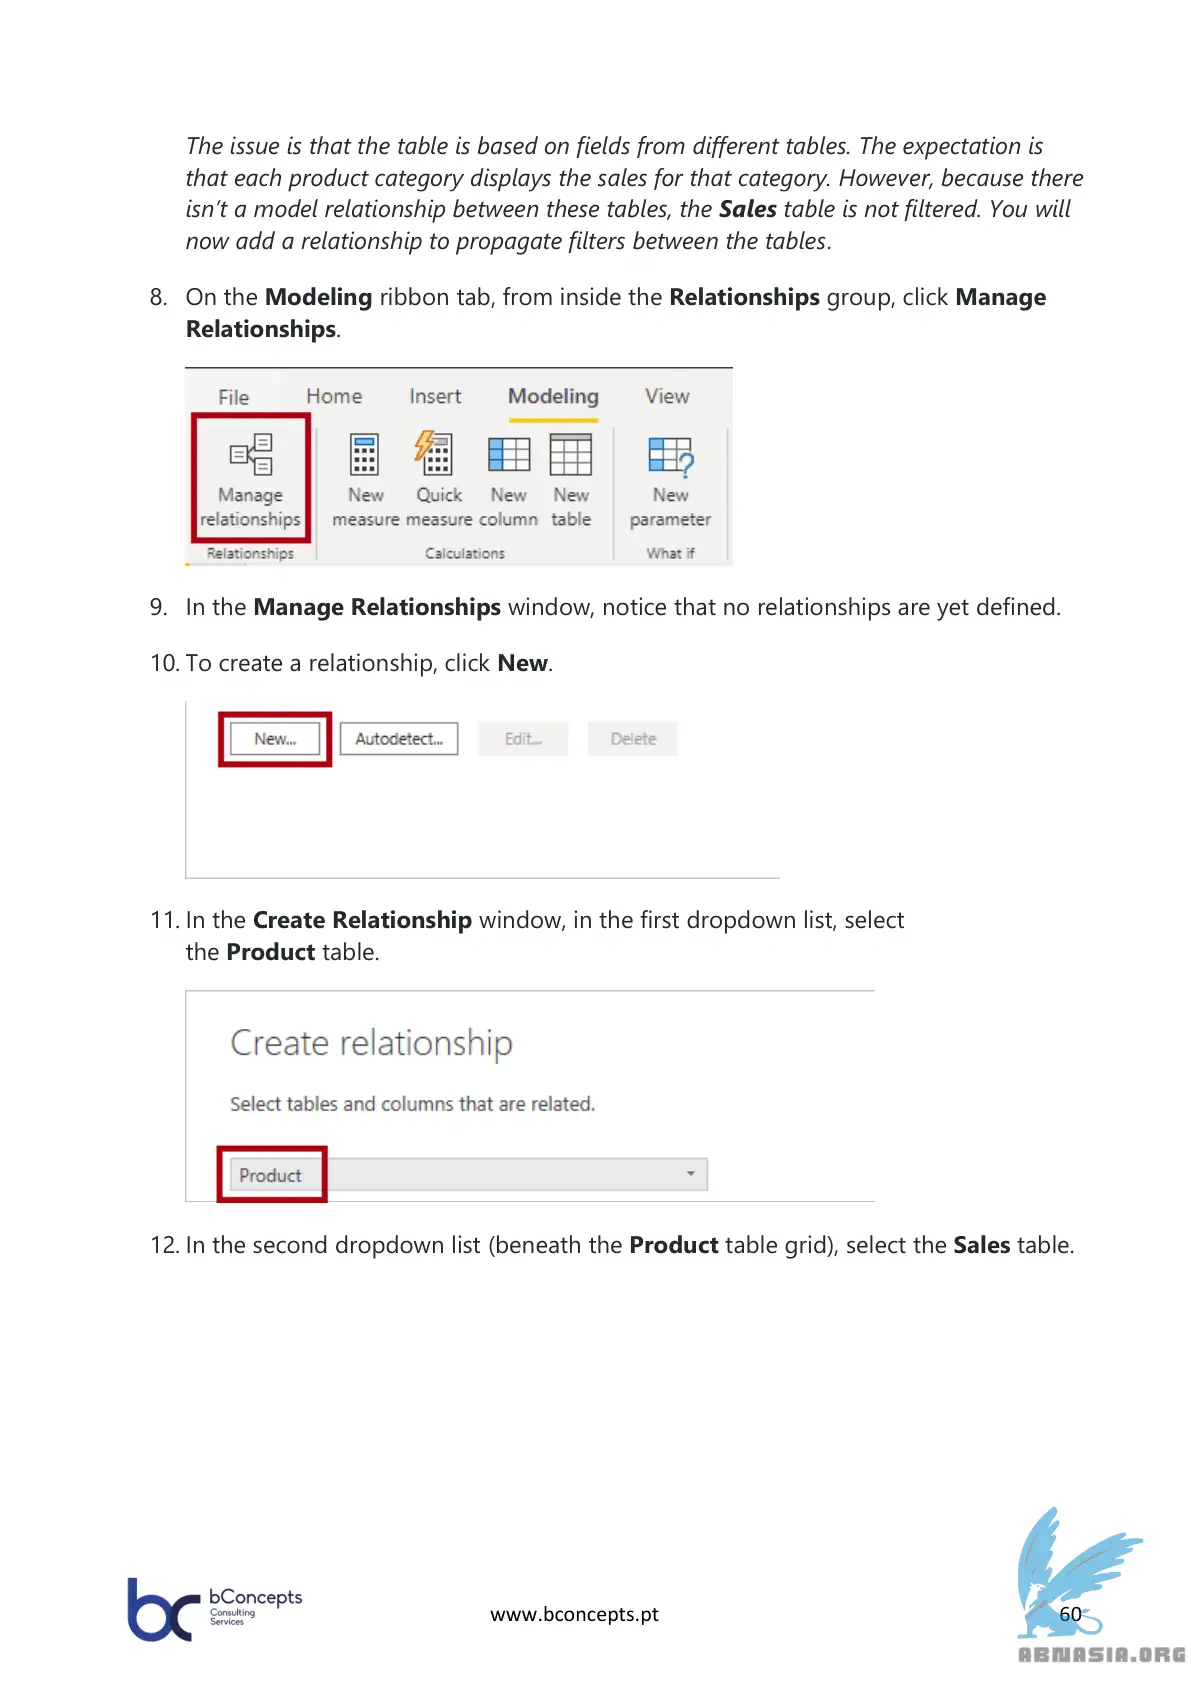 The issue is that the table is based on fields from different tables. The expectation is
that each product category displays the sales for that category. However, because there
isn’t a model relationship between these tables, the Sales table is not filtered. You will
now add a relationship to propagate filters between the tables.
8. On the Modeling ribbon tab, from inside the Relationships group, click Manage
Relationships.
File Home Insert Modeling View
Manage New Quick New New New
relationships measure measure column table parameter
Relationships Calculations What if
9. In the Manage Relationships window, notice that no relationships are yet defined.
10. To create a relationship, click New.
New... Autodetect... Edit... Delete
11. In the Create Relationship window, in the first dropdown list, select
the Product table.
Create relationship
Select tables and columns that are related.
Product
12. In the second dropdown list (beneath the Product table grid), select the Sales table.
bc bConcepts
Consulting
Services
www.bconcepts.pt
60
ABNASIA.ORG